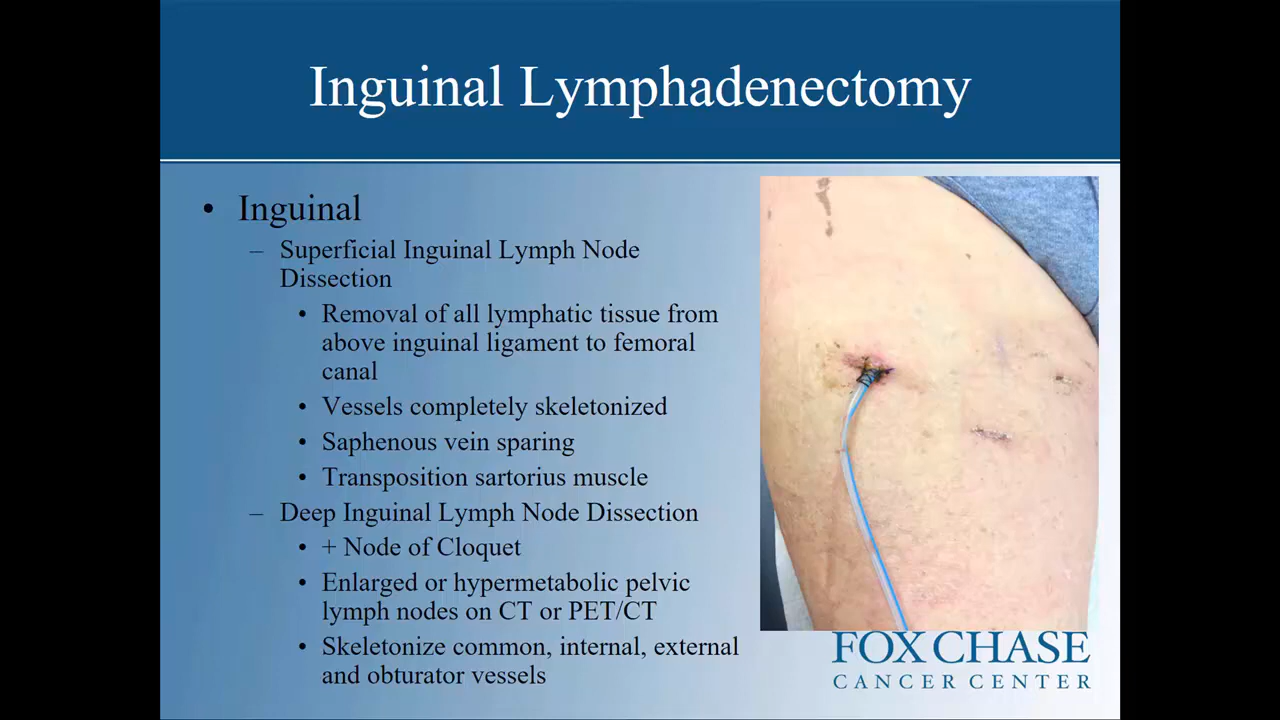 Inguinal Lymphadenectomy
• Inguinal
– Superficial Inguinal Lymph Node
Dissection
• Removal of all lymphatic tissue from
above inguinal ligament to femoral
canal
• Vessels completely skeletonized
• Saphenous vein sparing
• Transposition sartorius muscle
– Deep Inguinal Lymph Node Dissection
• + Node of Cloquet
• Enlarged or hypermetabolic pelvic
lymph nodes on CT or PET/CT
• Skeletonize common, internal, external
and obturator vessels
FOX CHASE
CANCER CENTER